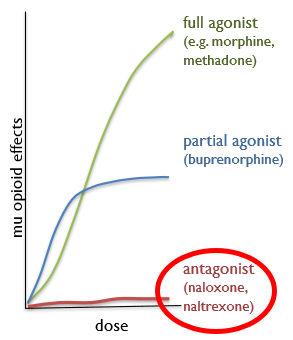 full agonist
(e.g. morphine,
methadone)
mu opioid effects
partial agonist
(buprenorphine)
antagonist
(naloxone,
naltrexone)
dose